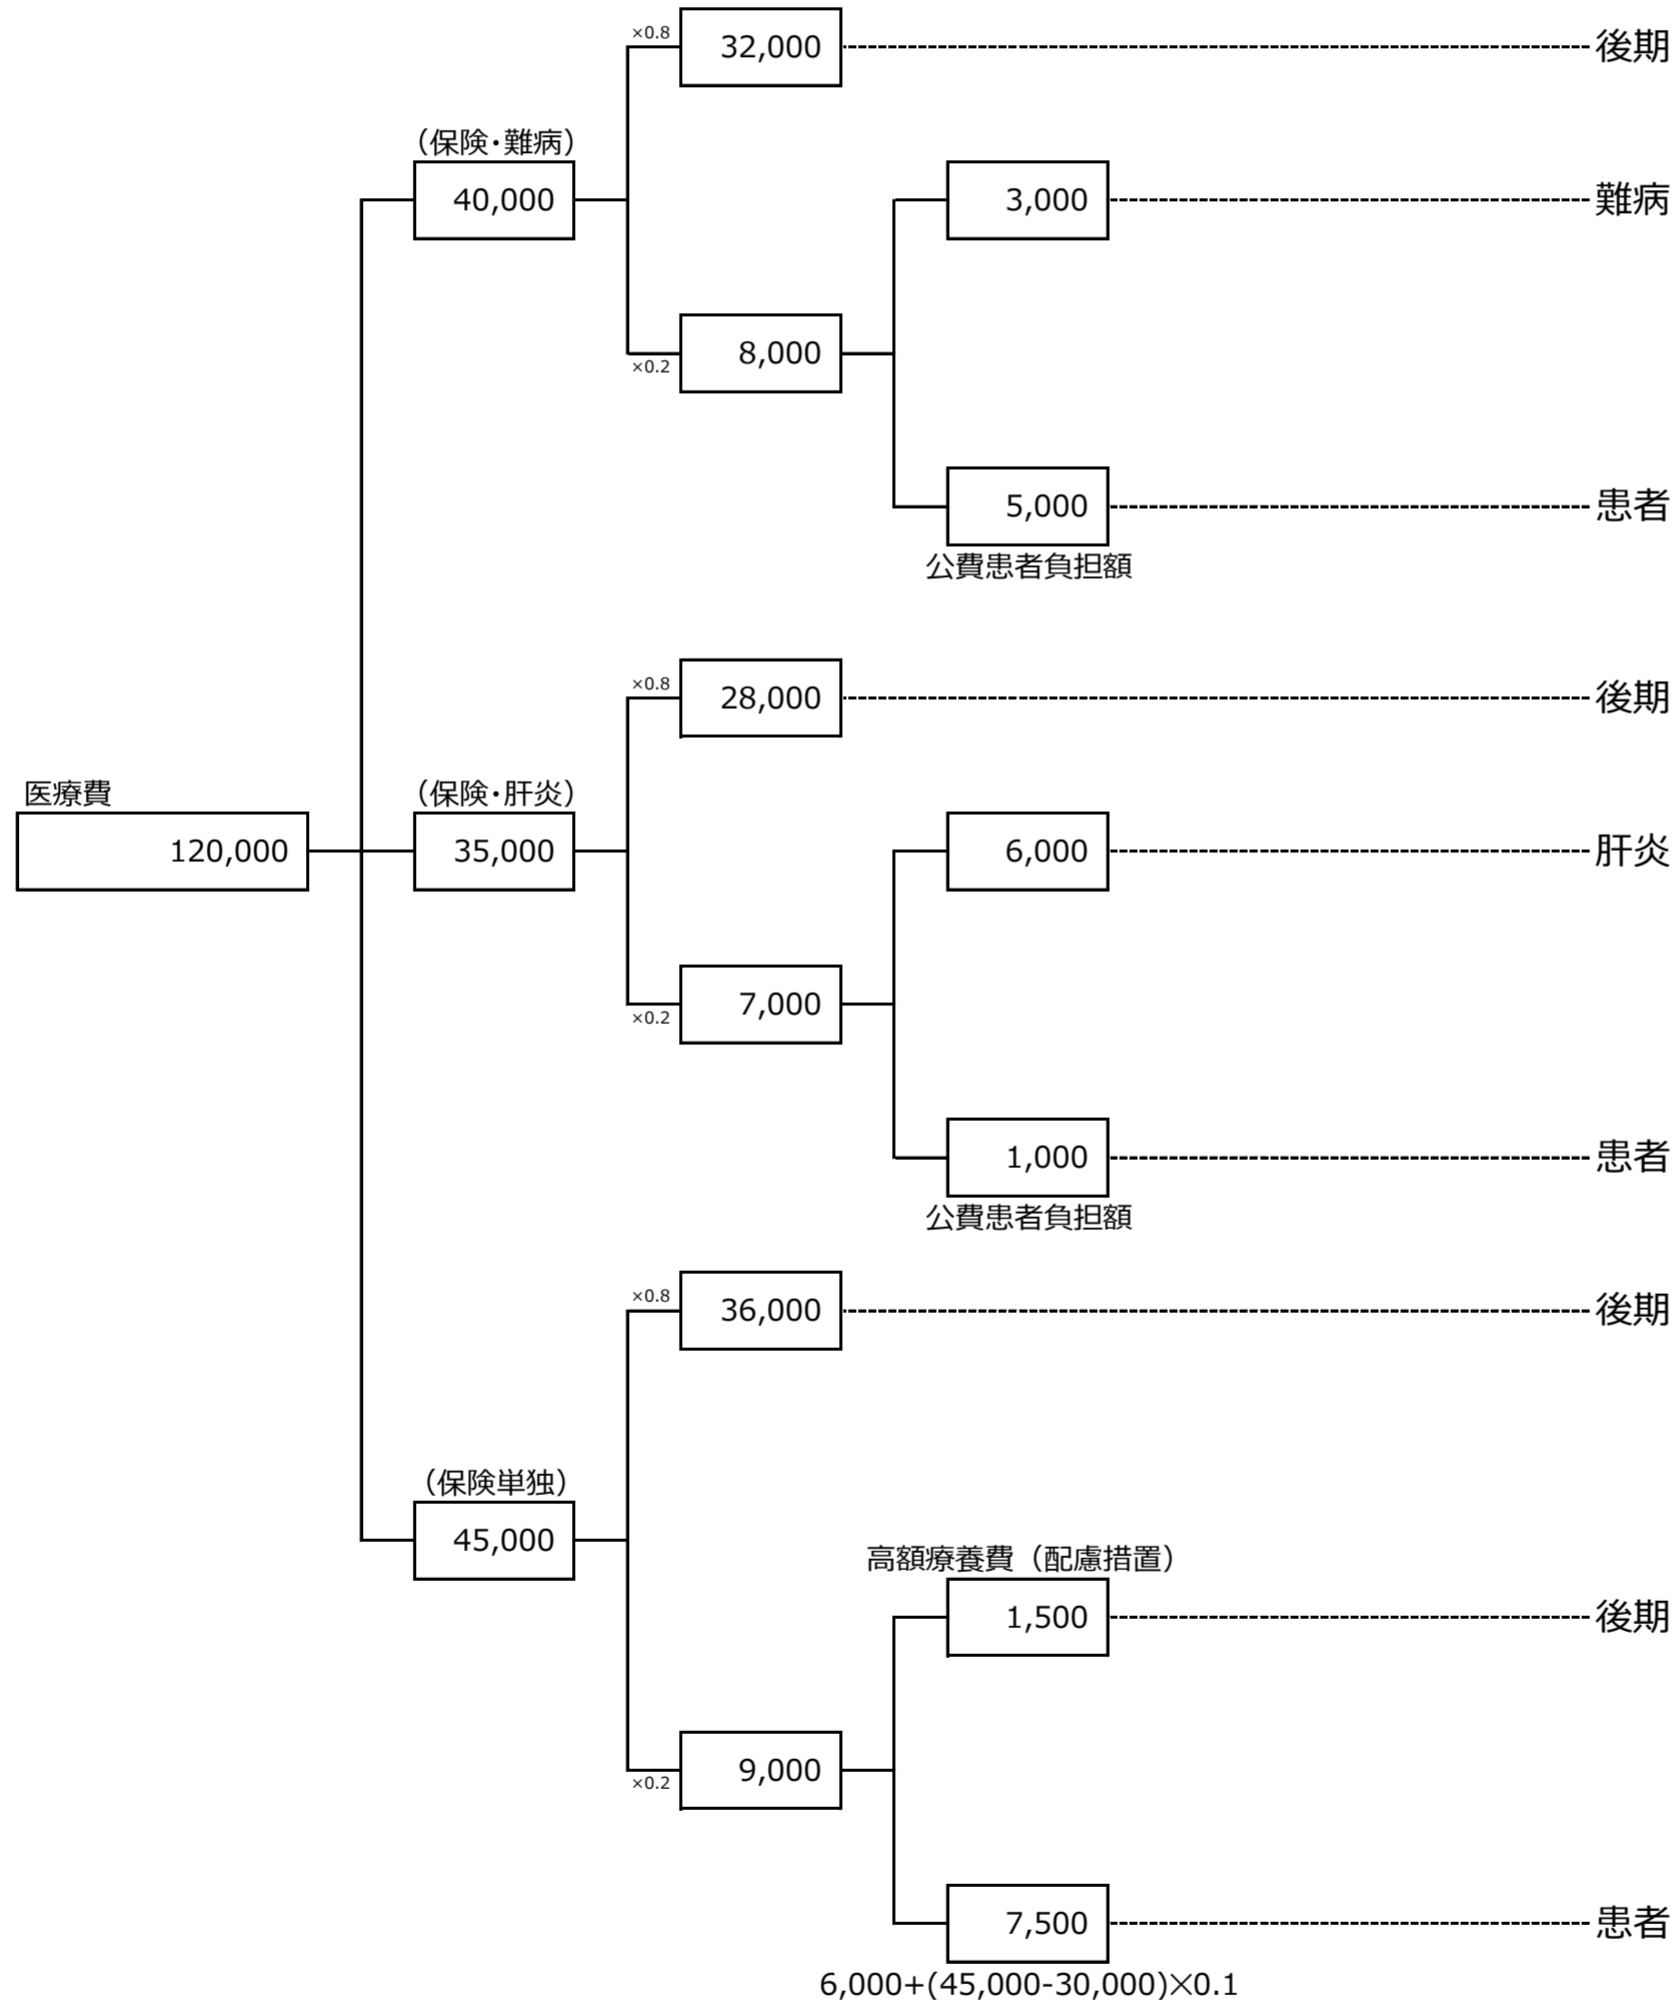 ×0.8
32,000
後期
（保険・難病）
40,000
3,000
難病
8,000
×0.2
5,000
患者
公費患者負担額
×0.8
28,000
後期
医療費
（保険・肝炎）
120,000
35,000
6,000
肝炎
7,000
×0.2
1,000
患者
公費患者負担額
×0.8
36,000
後期
（保険単独）
45,000
高額療養費（配慮措置）
1,500
後期
9,000
×0.2
7,500
患者
6,000+(45,000-30,000)×0.1